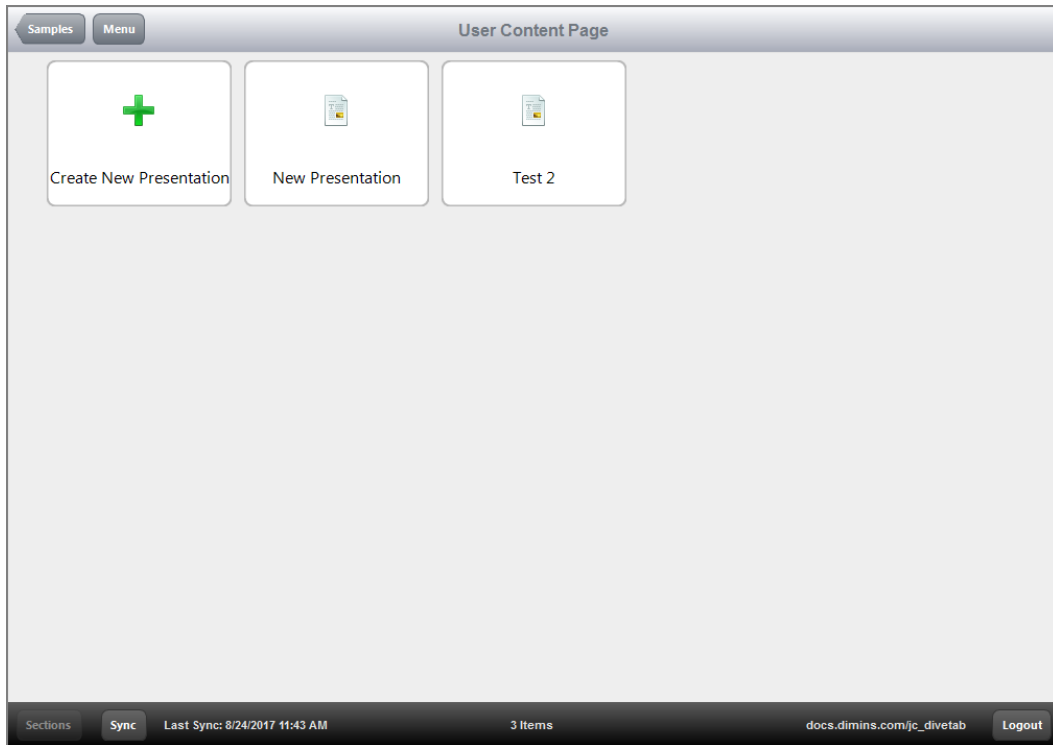 Samples
Menu
User Content Page
Create New Presentation
New Presentation
Test 2
Sections
Sync
Last Sync: 8/24/2017 11:43 AM
3 Items
docs.dimins.com/jc_divetab
Logout